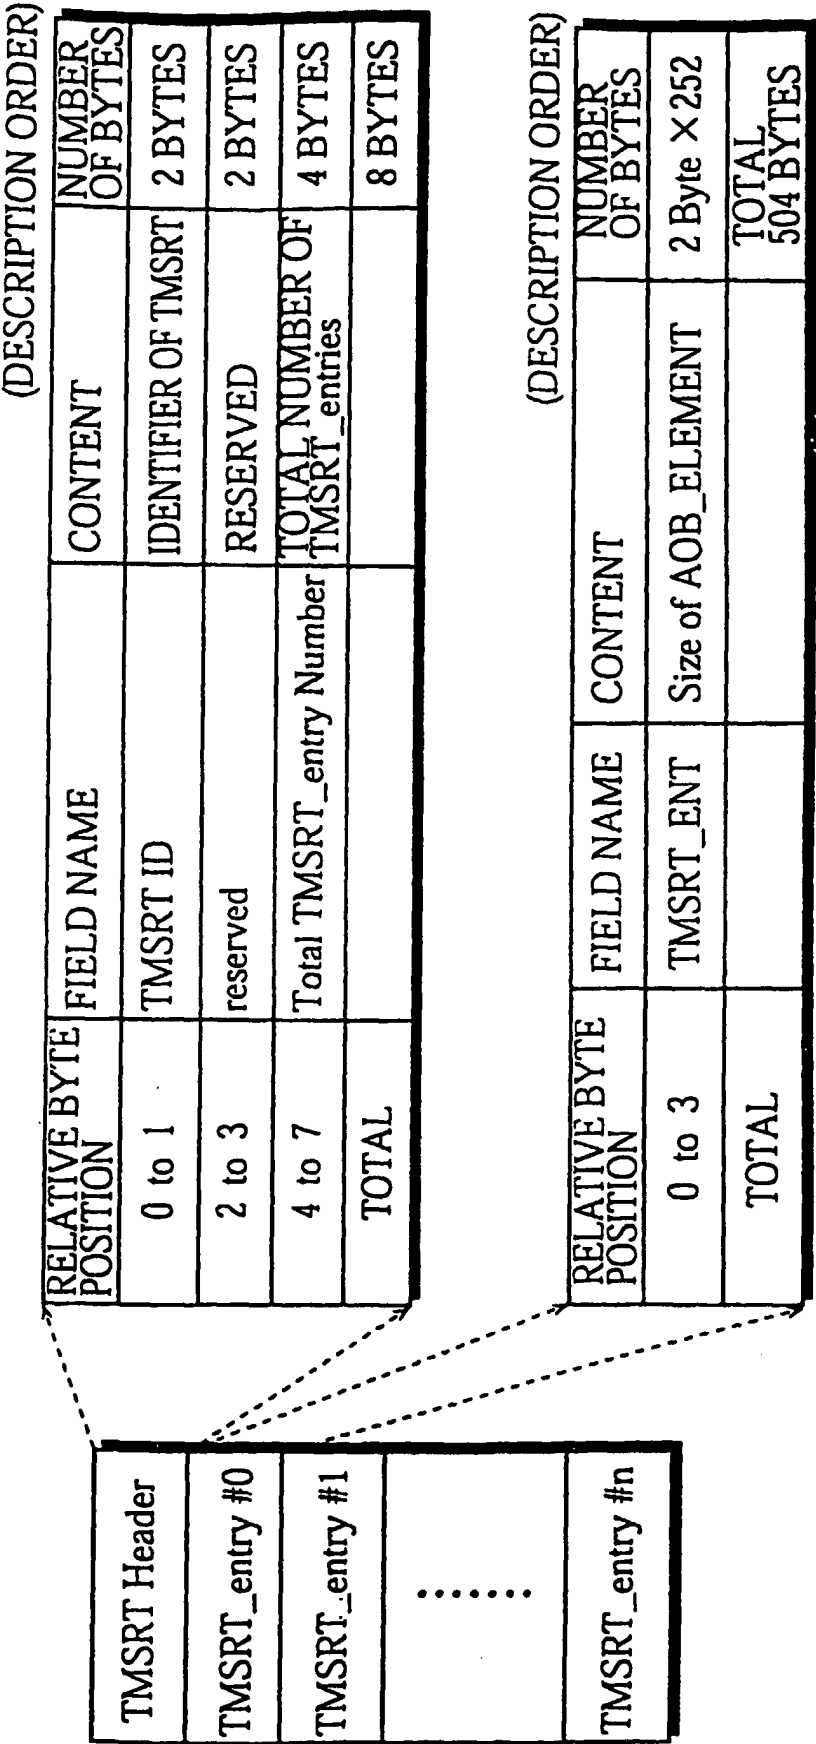 TMSRT Header
TMSRT_entry #0
TMSRT_entry #1
.......
TMSRT_entry #n
(DESCRIPTION ORDER)
RELATIVE BYTE
POSITION
FIELD NAME
CONTENT
NUMBER
OF BYTES
0 to 1
TMSRT ID
IDENTIFIER OF TMSRT
2 BYTES
2 to 3
reserved
RESERVED
2 BYTES
4 to 7
Total TMSRT_entry Number
TOTAL NUMBER OF
TMSRT_entries
4 BYTES
TOTAL
8 BYTES
(DESCRIPTION ORDER)
RELATIVE BYTE
POSITION
FIELD NAME
CONTENT
NUMBER
OF BYTES
0 to 3
TMSRT_ENT
Size of AOB_ELEMENT
2 Byte ×252
TOTAL
TOTAL
504 BYTES